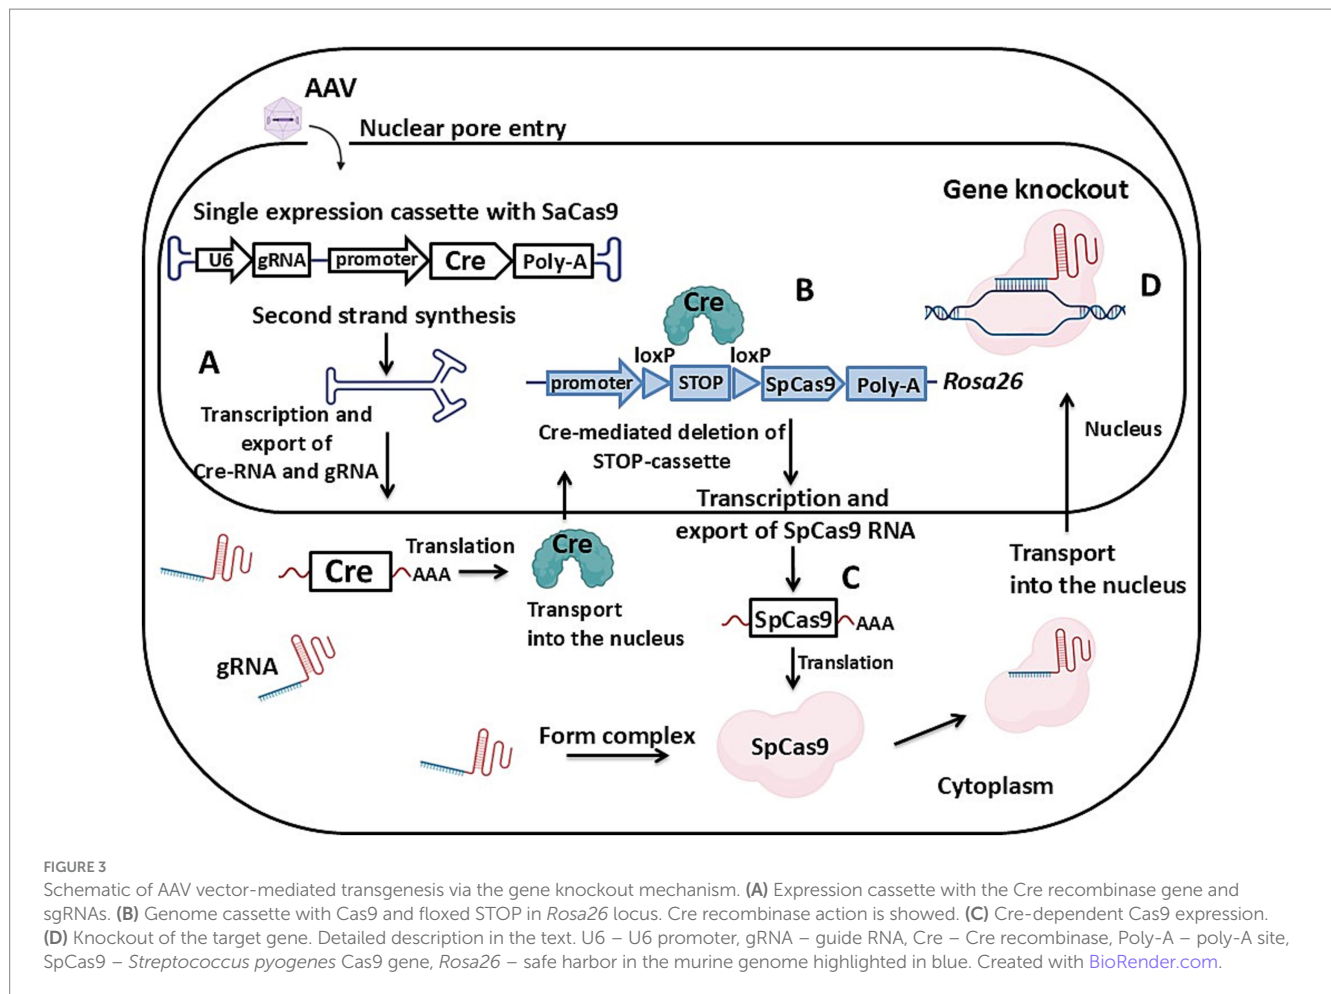 AAV
Nuclear pore entry
Single expression cassette with SaCas9
U6
gRNA
promoter
Cre
Poly-A
Second strand synthesis
A
Transcription and
export of
Cre-RNA and gRNA
Cre
B
loxP
loxP
promoter
STOP
SpCas9
Poly-A
Rosa26
Cre-mediated deletion of
STOP-cassette
Gene knockout
D
Nucleus
Transcription and
export of SpCas9 RNA
Cre
AAA
Translation
Cre
Transport
into the nucleus
gRNA
C
SpCas9
AAA
Translation
Form complex
SpCas9
Transport
into the nucleus
Cytoplasm
FIGURE 3
Schematic of AAV vector-mediated transgenesis via the gene knockout mechanism. (A) Expression cassette with the Cre recombinase gene and
sgRNAs. (B) Genome cassette with Cas9 and floxed STOP in Rosa26 locus. Cre recombinase action is showed. (C) Cre-dependent Cas9 expression.
(D) Knockout of the target gene. Detailed description in the text. U6 – U6 promoter, gRNA – guide RNA, Cre – Cre recombinase, Poly-A – poly-A site,
SpCas9 – Streptococcus pyogenes Cas9 gene, Rosa26 – safe harbor in the murine genome highlighted in blue. Created with BioRender.com.